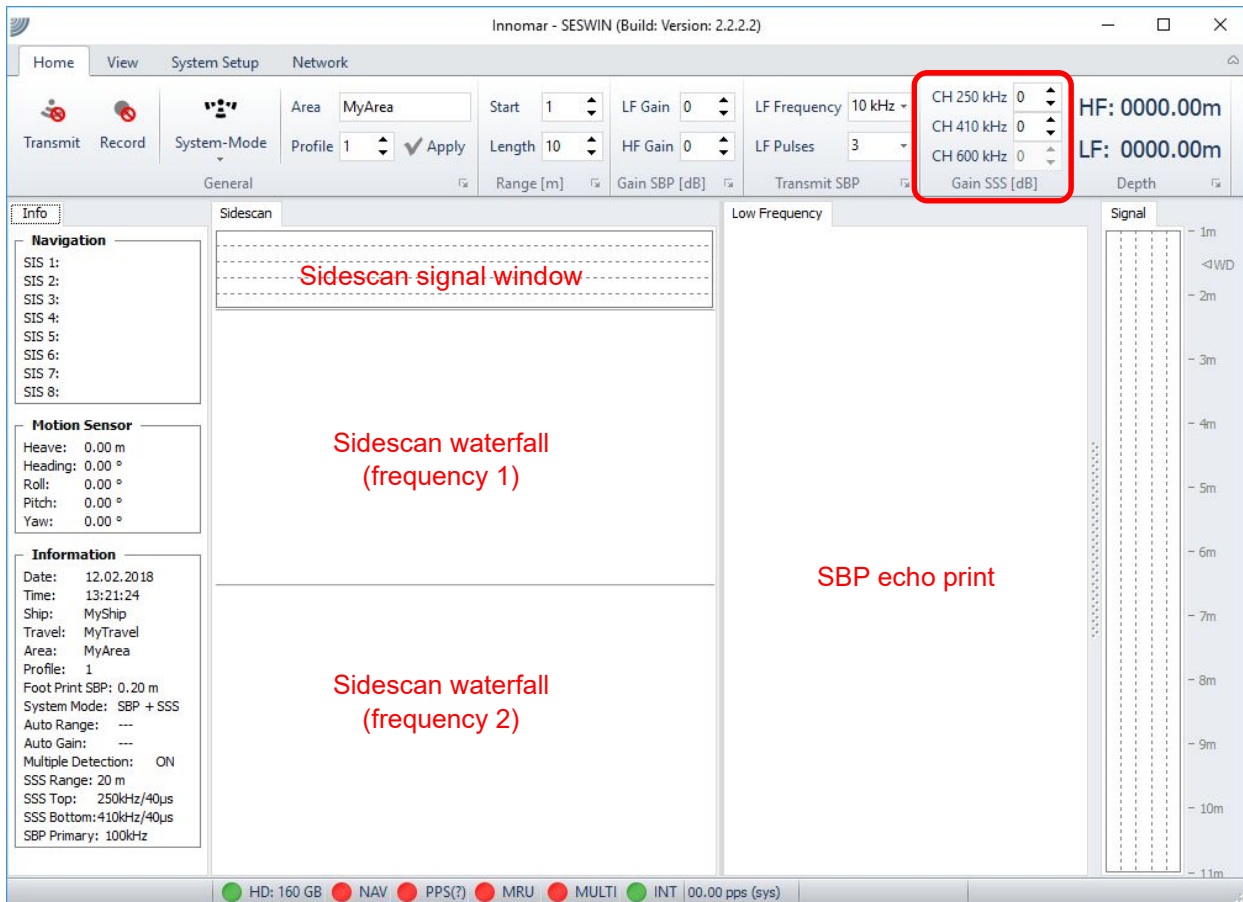 Innomar - SESWIN (Build: Version: 2.2.2.2)
Home View System Setup Network
Transmit Record System-Mode
Area MyArea
Profile 1 Apply
General
Start 1
Length 10
Range [m]
LF Gain 0
HF Gain 0
Gain SBP [dB]
LF Frequency 10 kHz
LF Pulses 3
Transmit SBP
CH 250 kHz 0
CH 410 kHz 0
CH 600 kHz 0
Gain SSS [dB]
HF: 0000.00m
LF: 0000.00m
Depth
Info
Navigation
SIS 1:
SIS 2:
SIS 3:
SIS 4:
SIS 5:
SIS 6:
SIS 7:
SIS 8:
Motion Sensor
Heave: 0.00 m
Heading: 0.00 °
Roll: 0.00 °
Pitch: 0.00 °
Yaw: 0.00 °
Information
Date: 12.02.2018
Time: 13:21:24
Ship: MyShip
Travel: MyTravel
Area: MyArea
Profile: 1
Foot Print SBP: 0.20 m
System Mode: SBP + SSS
Auto Range: ---
Auto Gain: ---
Multiple Detection: ON
SSS Range: 20 m
SSS Top: 250kHz/40µs
SSS Bottom:410kHz/40µs
SBP Primary: 100kHz
Sidescan
Sidescan signal window
Sidescan waterfall
(frequency 1)
Sidescan waterfall
(frequency 2)
Low Frequency
SBP echo print
Signal
1m
WD
2m
3m
4m
5m
6m
7m
8m
9m
10m
11m
HD: 160 GB NAV PPS(?) MRU MULTI INT 00.00 pps (sys)